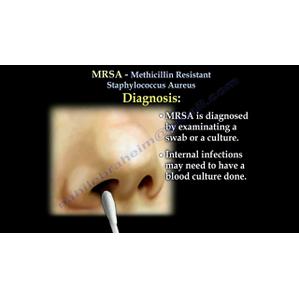 MRSA - Methicillin Resistant
Staphylococcus Aureus
Diagnosis:
• MRSA is diagnosed
by examinating a
swab or a culture.
• Internal infections
may need to have a
blood culture done.